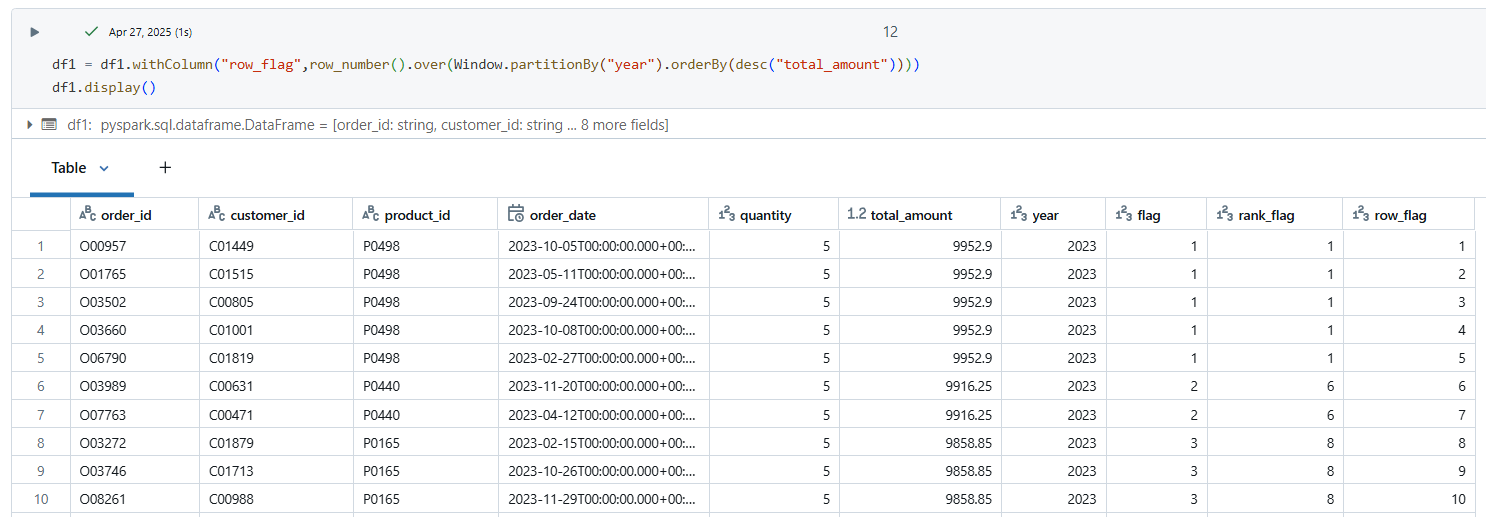 Apr 27, 2025 (1s)
12
df1 = df1.withColumn("row_flag",row_number().over(Window.partitionBy("year").orderBy(desc("total_amount"))))
df1.display()
df1: pyspark.sql.dataframe.DataFrame = [order_id: string, customer_id: string ... 8 more fields]
Table +
ABC order_id ABC customer_id ABC product_id order_date 123 quantity 1.2 total_amount 123 year 123 flag 123 rank_flag 123 row_flag
1 O00957 C01449 P0498 2023-10-05T00:00:00.000+00:... 5 9952.9 2023 1 1 1
2 O01765 C01515 P0498 2023-05-11T00:00:00.000+00:... 5 9952.9 2023 1 1 2
3 O03502 C00805 P0498 2023-09-24T00:00:00.000+00:... 5 9952.9 2023 1 1 3
4 O03660 C01001 P0498 2023-10-08T00:00:00.000+00:... 5 9952.9 2023 1 1 4
5 O06790 C01819 P0498 2023-02-27T00:00:00.000+00:... 5 9952.9 2023 1 1 5
6 O03989 C00631 P0440 2023-11-20T00:00:00.000+00:... 5 9916.25 2023 2 6 6
7 O07763 C00471 P0440 2023-04-12T00:00:00.000+00:... 5 9916.25 2023 2 6 7
8 O03272 C01879 P0165 2023-02-15T00:00:00.000+00:... 5 9858.85 2023 3 8 8
9 O03746 C01713 P0165 2023-10-26T00:00:00.000+00:... 5 9858.85 2023 3 8 9
10 O08261 C00988 P0165 2023-11-29T00:00:00.000+00:... 5 9858.85 2023 3 8 10